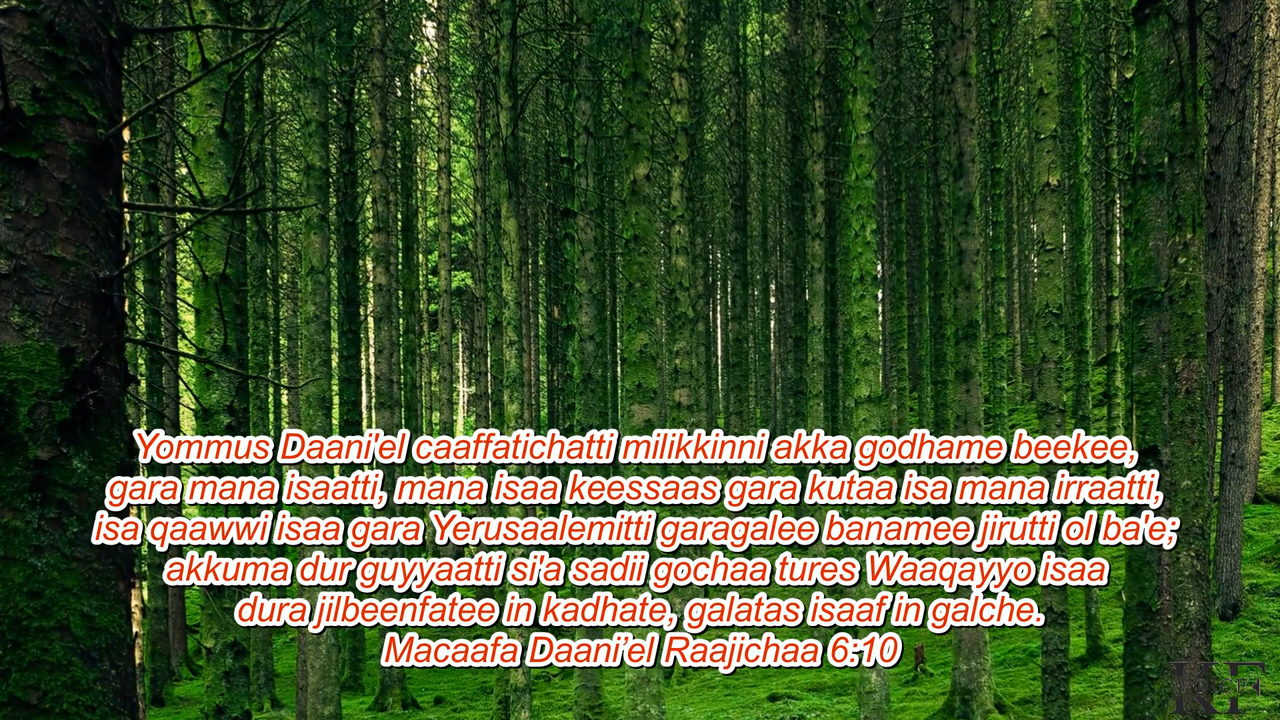 Yommus Daani'el caaffatichatti milikkinni akka godhame beekee,
gara mana isaatti, mana isaa keessaas gara kutaa isa mana irraatti,
isa qaawwi isaa gara Yerusaalemitti garagalee banamee jirutti ol ba'e;
akkuma dur guyyaatti si'a sadii gochaa tures Waaqayyo isaa
dura jilbeenfatee in kadhate, galatas isaaf in galche.
Macaafa Daani’el Raajichaa 6:10